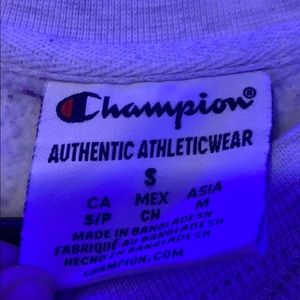 Champion®
AUTHENTIC ATHLETICWEAR
S
CA MEX ASIA
S/P CH M
MADE IN BANGLADESH
FABRIQUÉ AU BANGLADESH
HECHO EN BANGLADESH
CHAMPION.COM